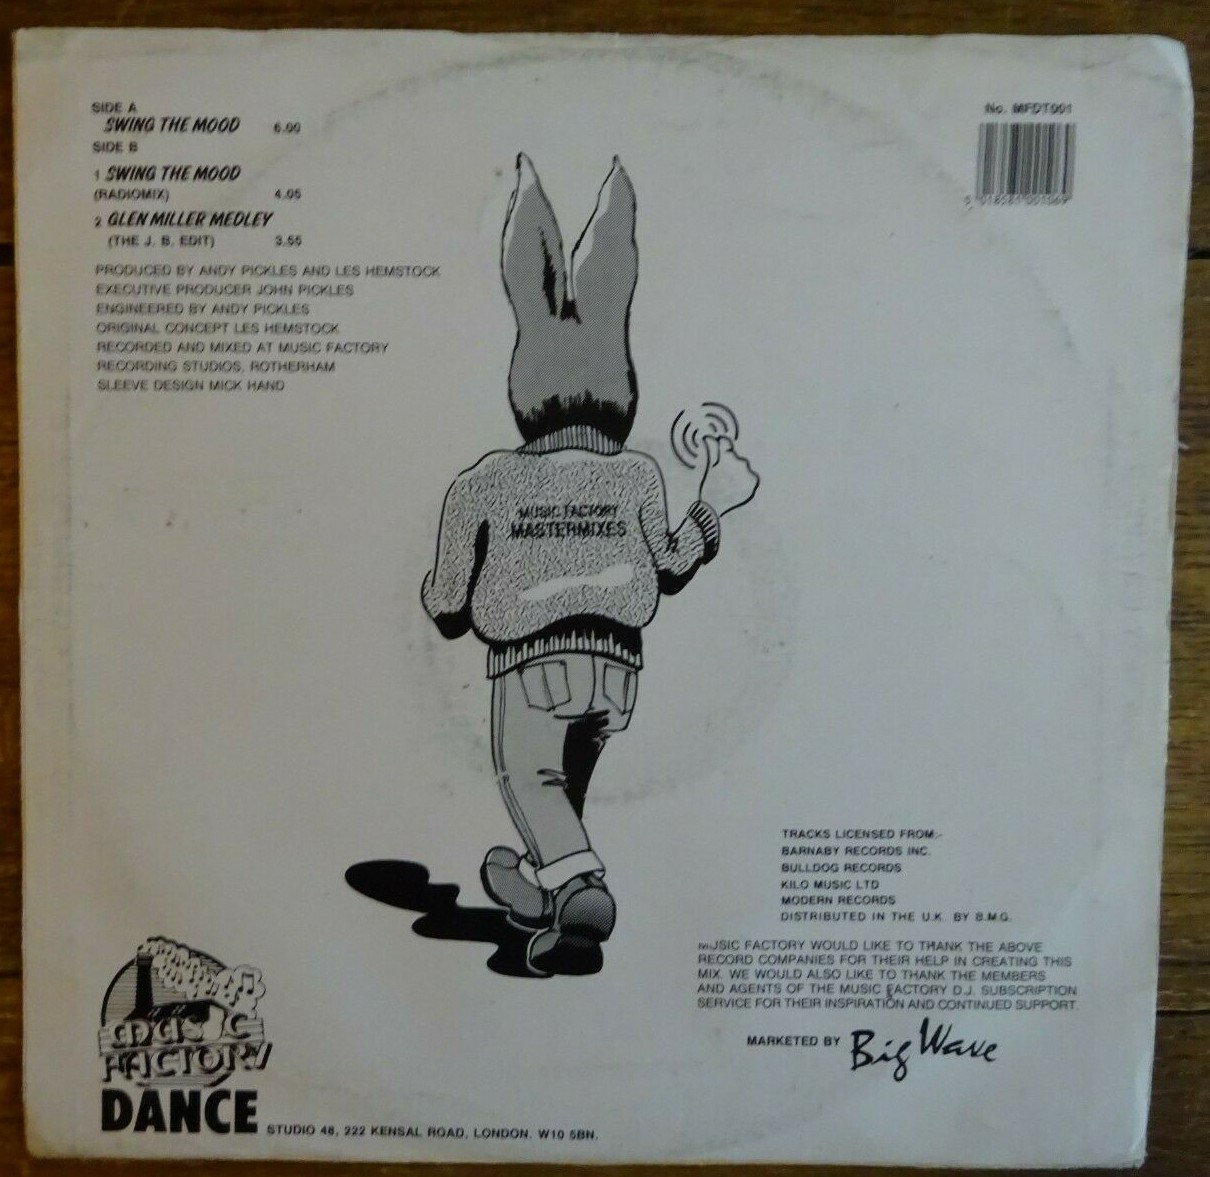 SIDE A
SWING THE MOOD 6.00
SIDE B
1 SWING THE MOOD
(RADIOMIX) 4.05
2 GLEN MILLER MEDLEY
(THE J. B. EDIT) 3.55
PRODUCED BY ANDY PICKLES AND LES HEMSTOCK
EXECUTIVE PRODUCER JOHN PICKLES
ENGINEERED BY ANDY PICKLES
ORIGINAL CONCEPT LES HEMSTOCK
RECORDED AND MIXED AT MUSIC FACTORY
RECORDING STUDIOS, ROTHERHAM
SLEEVE DESIGN MICK HAND
No. MFDT001
5 018581 001069
MUSIC FACTORY
MASTERMIXES
TRACKS LICENSED FROM:-
BARNABY RECORDS INC.
BULLDOG RECORDS
KILO MUSIC LTD
MODERN RECORDS
DISTRIBUTED IN THE U.K. BY B.M.G.
MUSIC FACTORY WOULD LIKE TO THANK THE ABOVE
RECORD COMPANIES FOR THEIR HELP IN CREATING THIS
MIX. WE WOULD ALSO LIKE TO THANK THE MEMBERS
AND AGENTS OF THE MUSIC FACTORY D.J. SUBSCRIPTION
SERVICE FOR THEIR INSPIRATION AND CONTINUED SUPPORT.
MARKETED BY Big Wave
MUSIC
FACTORY
DANCE STUDIO 46, 222 KENSAL ROAD, LONDON. W10 5BN.